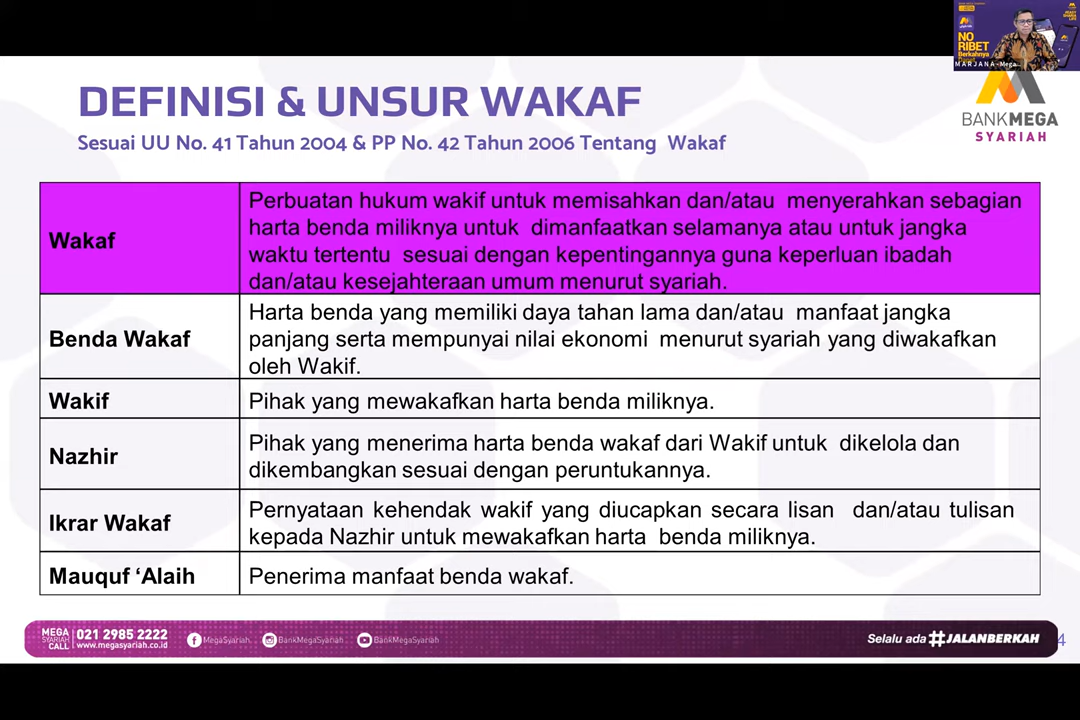 NO
RIBET
Berkahnya
MARJANA-Mega...
DEFINISI & UNSUR WAKAF
Sesuai UU No. 41 Tahun 2004 & PP No. 42 Tahun 2006 Tentang Wakaf
BANKMEGA
SYARIAH
Wakaf
Perbuatan hukum wakif untuk memisahkan dan/atau menyerahkan sebagian
harta benda miliknya untuk dimanfaatkan selamanya atau untuk jangka
waktu tertentu sesuai dengan kepentingannya guna keperluan ibadah
dan/atau kesejahteraan umum menurut syariah.
Benda Wakaf
Harta benda yang memiliki daya tahan lama dan/atau manfaat jangka
panjang serta mempunyai nilai ekonomi menurut syariah yang diwakafkan
oleh Wakif.
Wakif
Pihak yang mewakafkan harta benda miliknya.
Nazhir
Pihak yang menerima harta benda wakaf dari Wakif untuk dikelola dan
dikembangkan sesuai dengan peruntukannya.
Ikrar Wakaf
Pernyataan kehendak wakif yang diucapkan secara lisan dan/atau tulisan
kepada Nazhir untuk mewakafkan harta benda miliknya.
Mauquf ‘Alaih
Penerima manfaat benda wakaf.
MEGA
SYARIAH
CALL
021 2985 2222
www.megasyariah.co.id
MegaSyariah
BankMegaSyariah
BankMegaSyariah
Selalu ada #JALANBERKAH
4